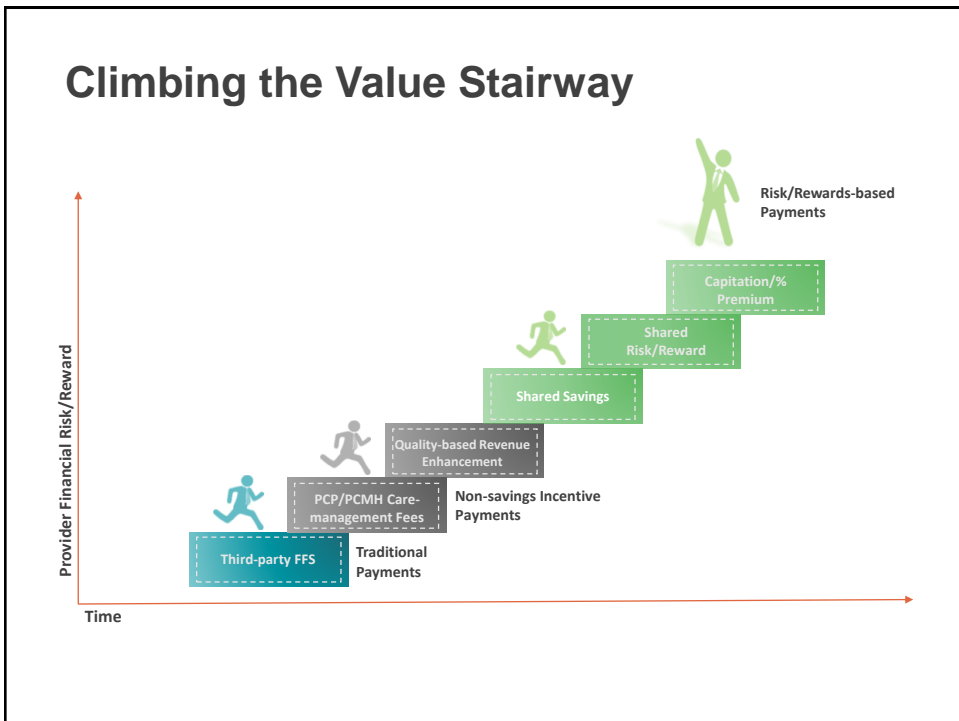 Climbing the Value Stairway
Risk/Rewards-based
Payments
Capitation/%
Premium
Shared
Risk/Reward
Shared Savings
Quality-based Revenue
Enhancement
PCP/PCMH Care-
management Fees
Non-savings Incentive
Payments
Third-party FFS
Traditional
Payments
Provider Financial Risk/Reward
Time